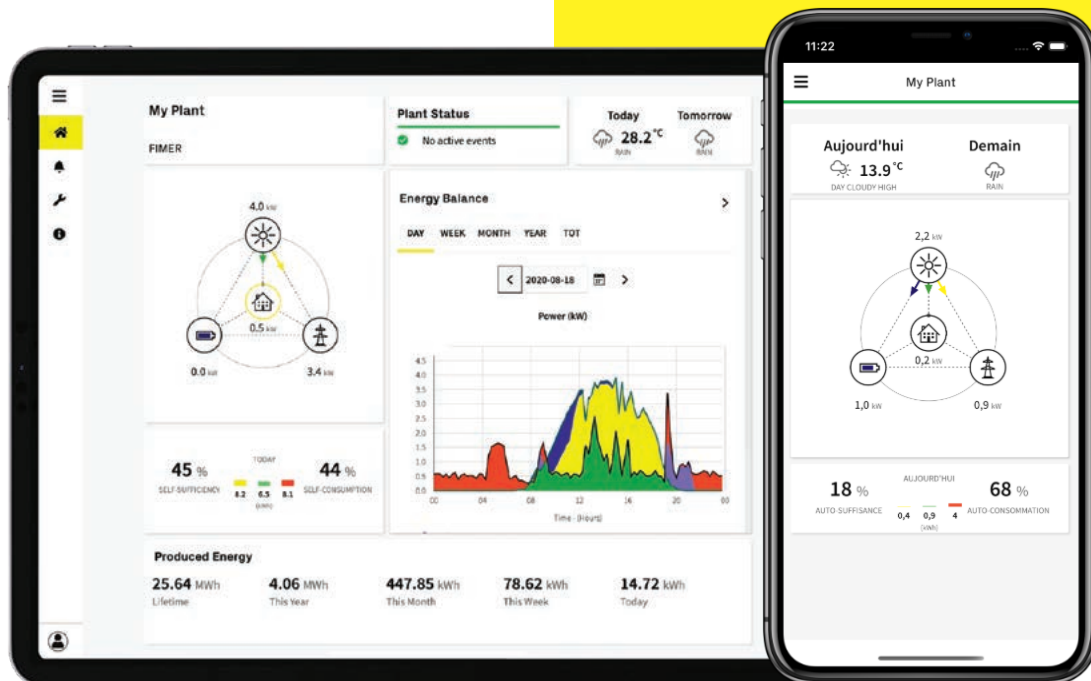 My Plant
FIMER
Plant Status
No active events
Today
28.2°C
RAIN
Tomorrow
RAIN
4.0 kW
0.5 kW
0.0 kW
3.4 kW
Energy Balance
DAY WEEK MONTH YEAR TOT
2020-08-18
Power (kW)
4.5
4.0
3.5
3.0
2.5
2.0
1.5
1.0
0.5
0.0
00 04 08 12 16 20 00
Time - (Hours)
45 %
SELF-SUFFICIENCY
TODAY
8.2 6.5 8.1
(kWh)
44 %
SELF-CONSUMPTION
Produced Energy
25.64 MWh
Lifetime
4.06 MWh
This Year
447.85 kWh
This Month
78.62 kWh
This Week
14.72 kWh
Today
11:22
My Plant
Aujourd'hui
13.9°C
DAY CLOUDY HIGH
Demain
RAIN
2,2 kW
0,2 kW
1,0 kW
0,9 kW
18 %
AUTO-SUFFISANCE
AUJOURD'HUI
0,4 0,9 4
(kWh)
68 %
AUTO-CONSOMMATION